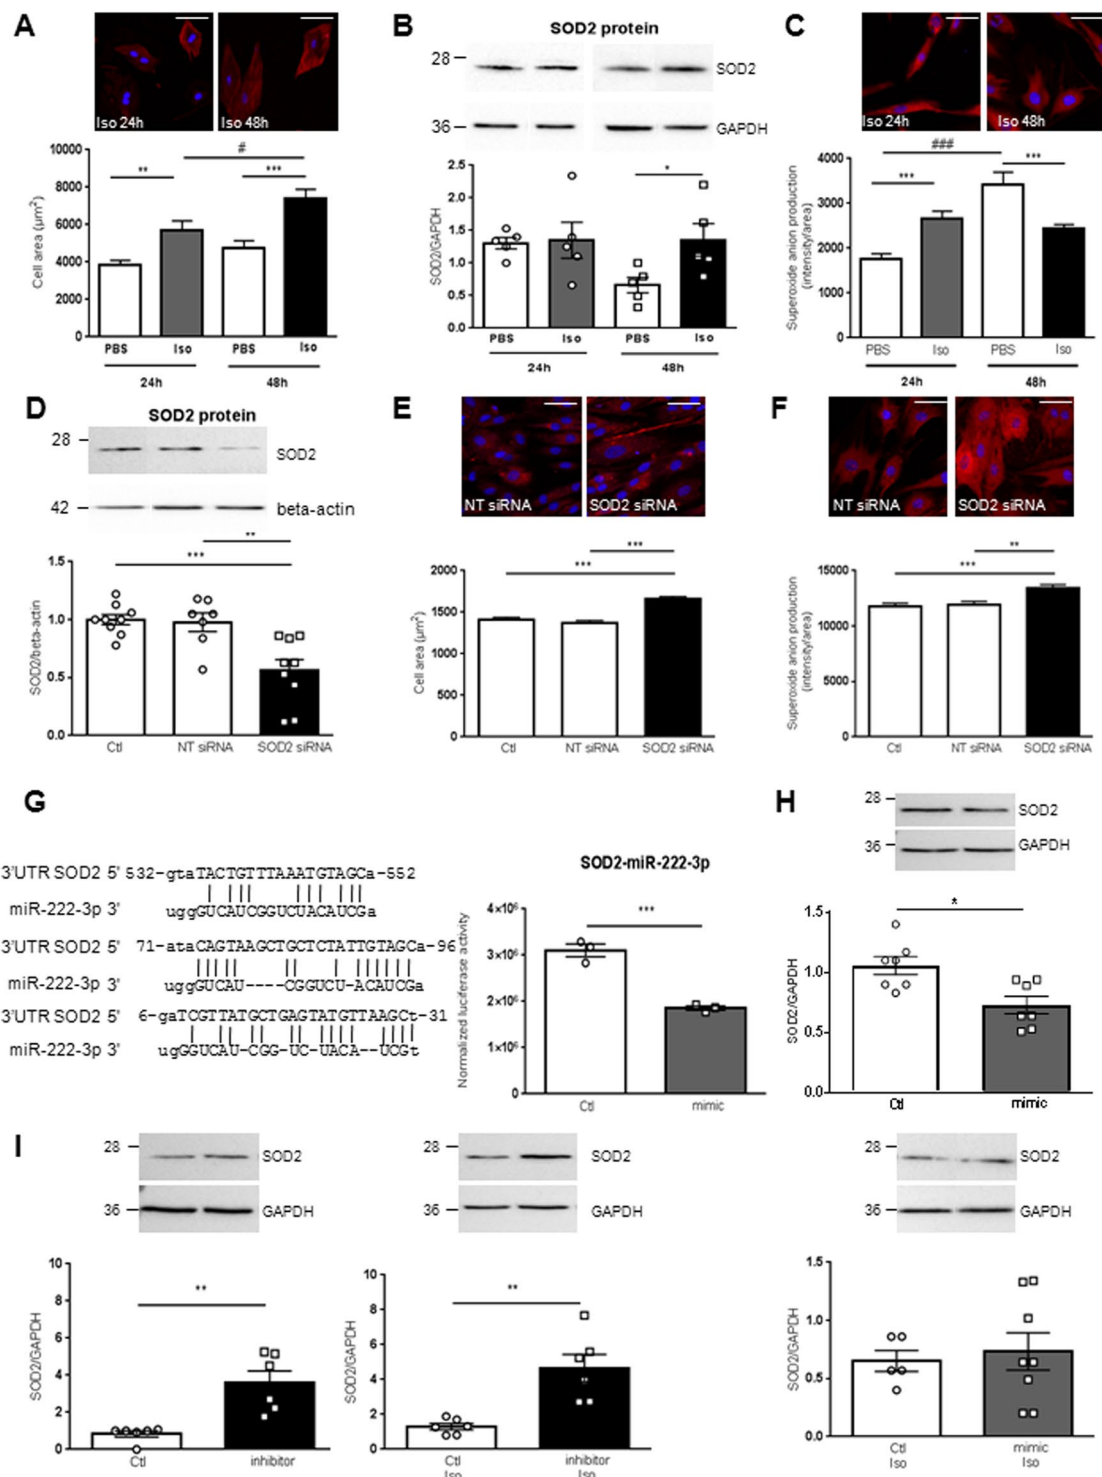 A
Iso 24h
Iso 48h
#
**
***
Cell area (µm²)
10000
8000
6000
4000
2000
0
PBS
Iso
PBS
Iso
24h
48h
B
SOD2 protein
28
SOD2
36
GAPDH
*
SOD2/GAPDH
2.5
2.0
1.5
1.0
0.5
0.0
PBS
Iso
PBS
Iso
24h
48h
C
Iso 24h
Iso 48h
###
***
***
Superoxide anion production
(intensity/area)
4000
3000
2000
1000
0
PBS
Iso
PBS
Iso
24h
48h
D
SOD2 protein
28
SOD2
42
beta-actin
**
***
SOD2/beta-actin
1.5
1.0
0.5
0.0
Ctl
NT siRNA
SOD2 siRNA
E
NT siRNA
SOD2 siRNA
***
***
Cell area (µm²)
2000
1500
1000
500
0
Ctl
NT siRNA
SOD2 siRNA
F
NT siRNA
SOD2 siRNA
**
***
Superoxide anion production
(intensity/area)
15000
10000
5000
0
Ctl
NT siRNA
SOD2 siRNA
G
3'UTR SOD2 5' 532-gtaTACTGTTTAAATGTAGCa-552
miR-222-3p 3' uggGUCAUCGGUCUACAUCGa
3'UTR SOD2 5' 71-ataCAGTAAGCTGCTCTATTGTAGCa-96
miR-222-3p 3' uggGUCAU----CGGUCU-ACAUCGa
3'UTR SOD2 5' 6-gaTCGTTATGCTGAGTATGTTAAGCt-31
miR-222-3p 3' ugGGUCAU-CGG-UC-UACA--UCGt
SOD2-miR-222-3p
***
Normalized luciferase activity
4×10⁶
3×10⁶
2×10⁶
1×10⁶
0
Ctl
mimic
H
28
SOD2
36
GAPDH
*
SOD2/GAPDH
1.5
1.0
0.5
0.0
Ctl
mimic
I
28
SOD2
36
GAPDH
**
SOD2/GAPDH
10
8
6
4
2
0
Ctl
inhibitor
28
SOD2
36
GAPDH
**
SOD2/GAPDH
10
8
6
4
2
0
Ctl
Iso
inhibitor
Iso
28
SOD2
36
GAPDH
SOD2/GAPDH
1.5
1.0
0.5
0.0
Ctl
Iso
mimic
Iso